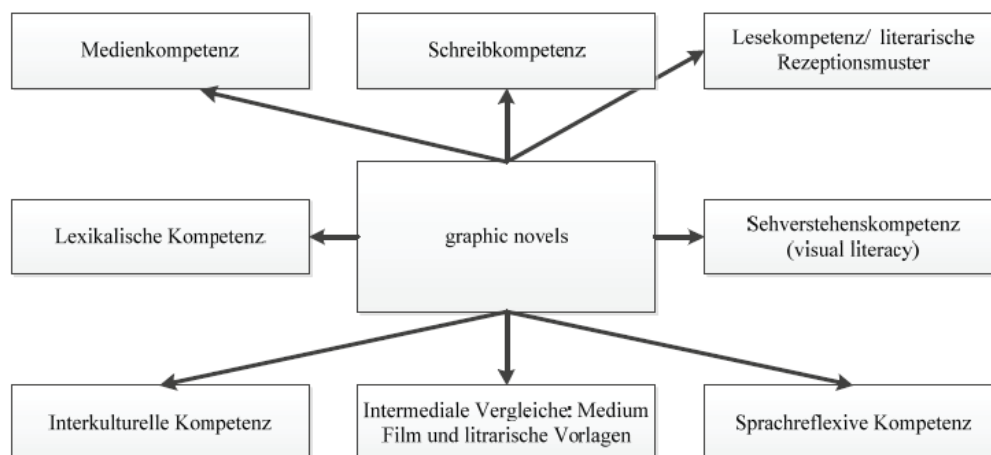 Medienkompetenz
Schreibkompetenz
Lesekompetenz/ literarische
Rezeptionsmuster
Lexikalische Kompetenz
graphic novels
Sehverstehenskompetenz
(visual literacy)
Interkulturelle Kompetenz
Intermediale Vergleiche: Medium
Film und litrarische Vorlagen
Sprachreflexive Kompetenz